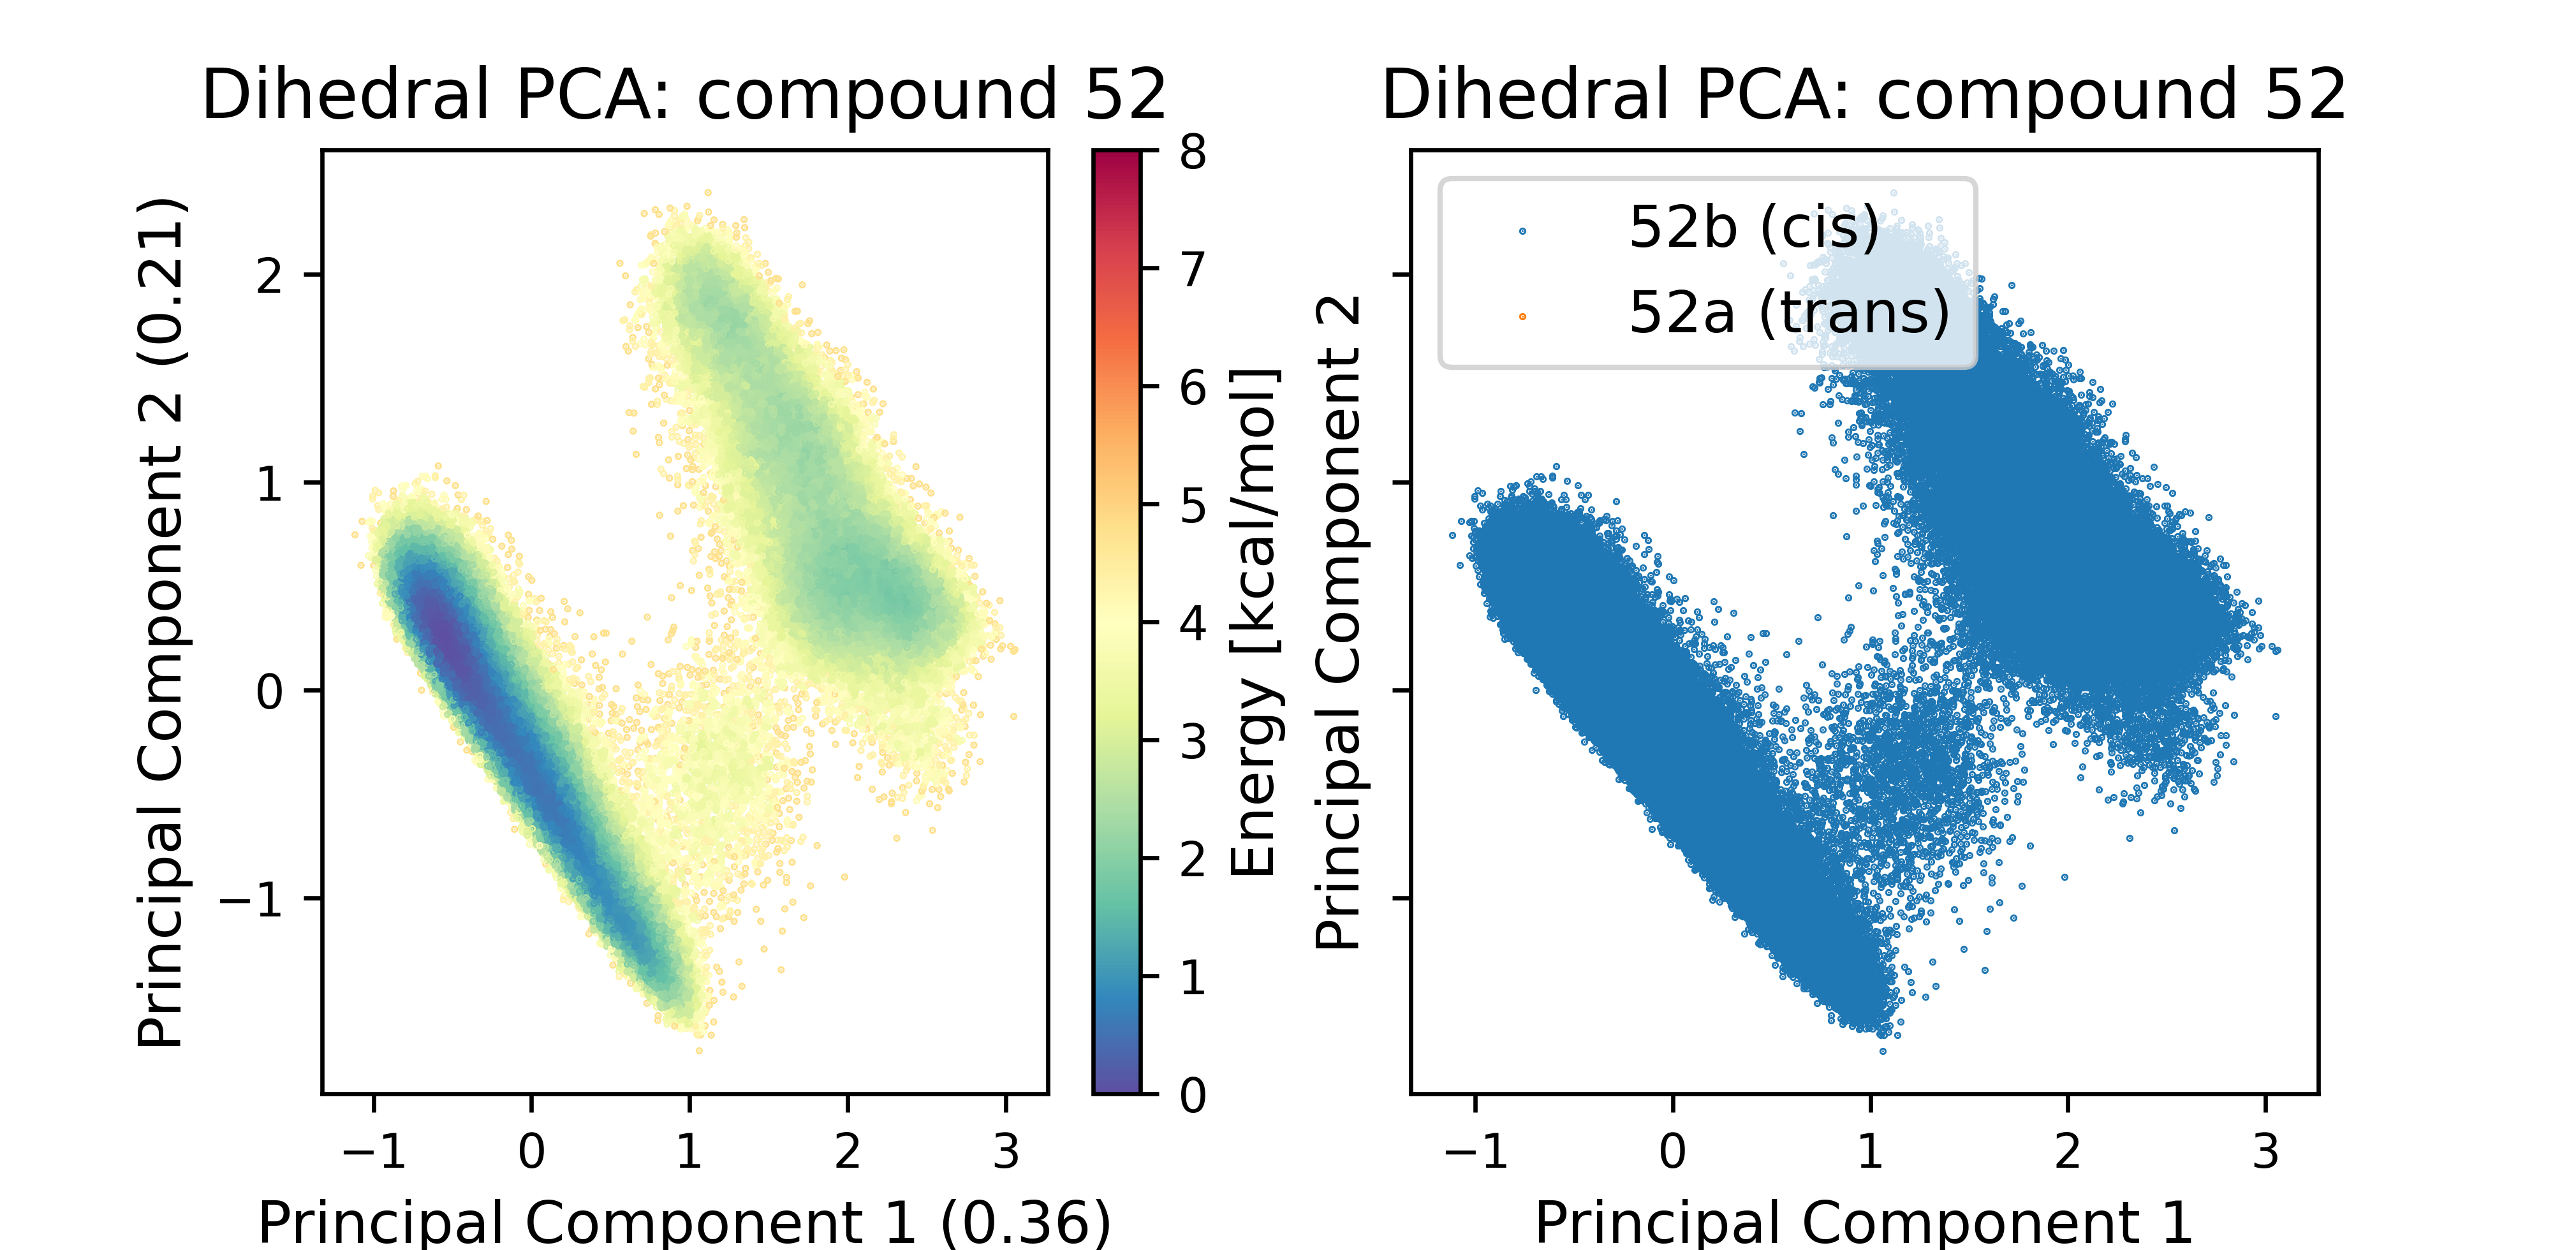 Dihedral PCA: compound 52
Principal Component 2 (0.21)
2
1
0
−1
−1 0 1 2 3
Principal Component 1 (0.36)
8
7
6
5
4
3
2
1
0
Energy [kcal/mol]
Dihedral PCA: compound 52
52b (cis)
52a (trans)
Principal Component 2
−1 0 1 2 3
Principal Component 1